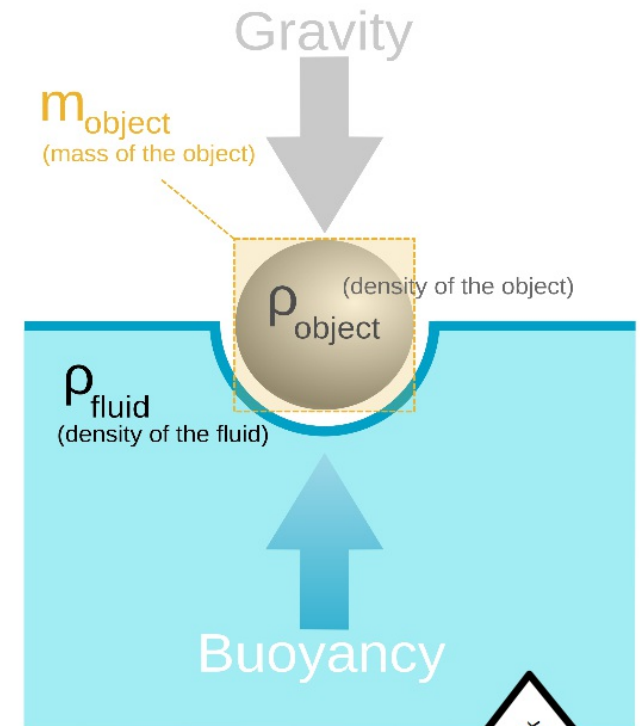 Gravity
m object
(mass of the object)
(density of the object)
ρ object
ρ fluid
(density of the fluid)
Buoyancy